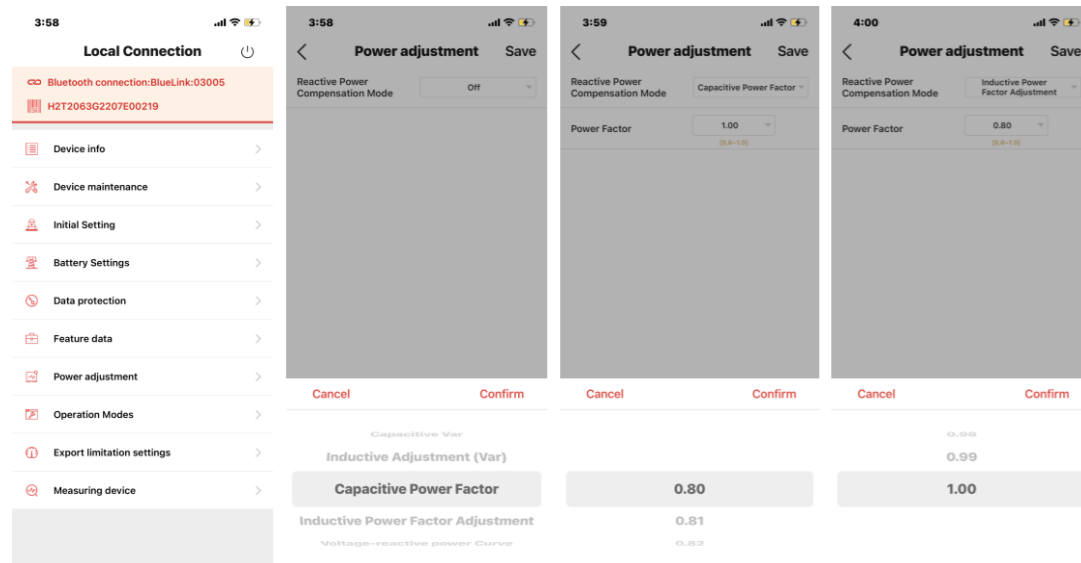 3:58
Local Connection
Bluetooth connection:BlueLink:03005
H2T2063G2207E00219
Device info
Device maintenance
Initial Setting
Battery Settings
Data protection
Feature data
Power adjustment
Operation Modes
Export limitation settings
Measuring device
3:58
Power adjustment Save
Reactive Power
Compensation Mode
Off
Cancel Confirm
Capacitive Var
Inductive Adjustment (Var)
Capacitive Power Factor
Inductive Power Factor Adjustment
Voltage-reactive power Curve
3:59
Power adjustment Save
Reactive Power
Compensation Mode
Capacitive Power Factor
Power Factor
1.00
(0.8~1.0)
Cancel Confirm
0.80
0.81
0.82
4:00
Power adjustment Save
Reactive Power
Compensation Mode
Inductive Power
Factor Adjustment
Power Factor
0.80
(0.8~1.0)
Cancel Confirm
0.98
0.99
1.00